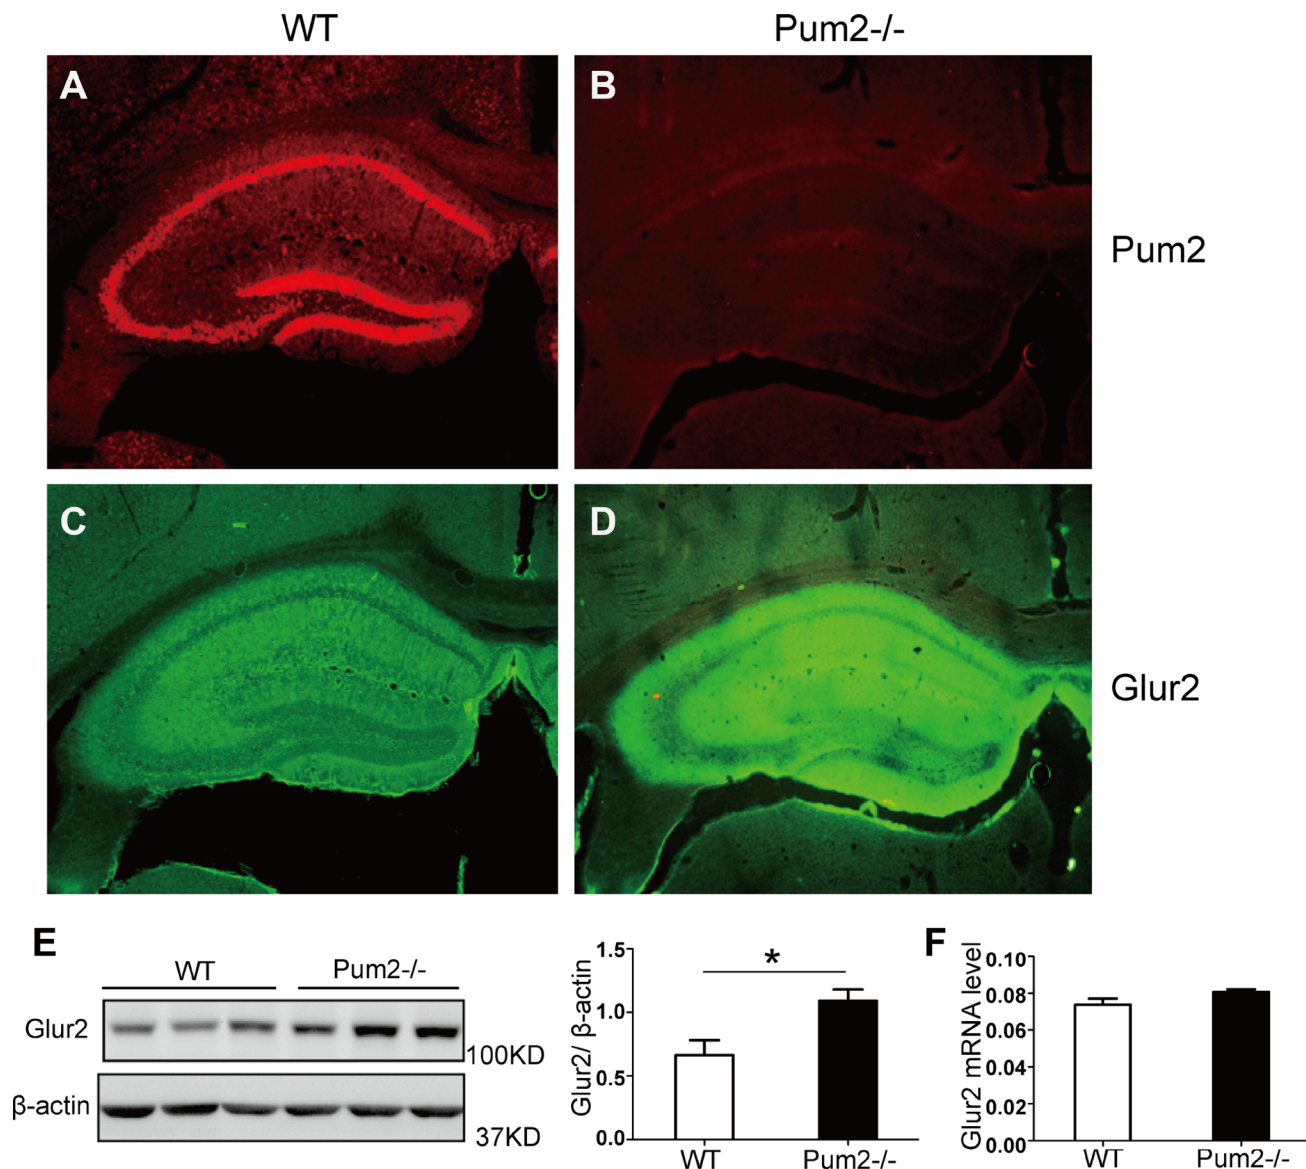 WT Pum2-/-
A B
Pum2
C D
Glur2
E
WT Pum2-/-
Glur2
100KD
β-actin
37KD
Glur2/ β-actin
1.5
1.0
0.5
0.0
*
WT Pum2-/-
F
Glur2 mRNA level
0.10
0.08
0.06
0.04
0.02
0.00
WT Pum2-/-